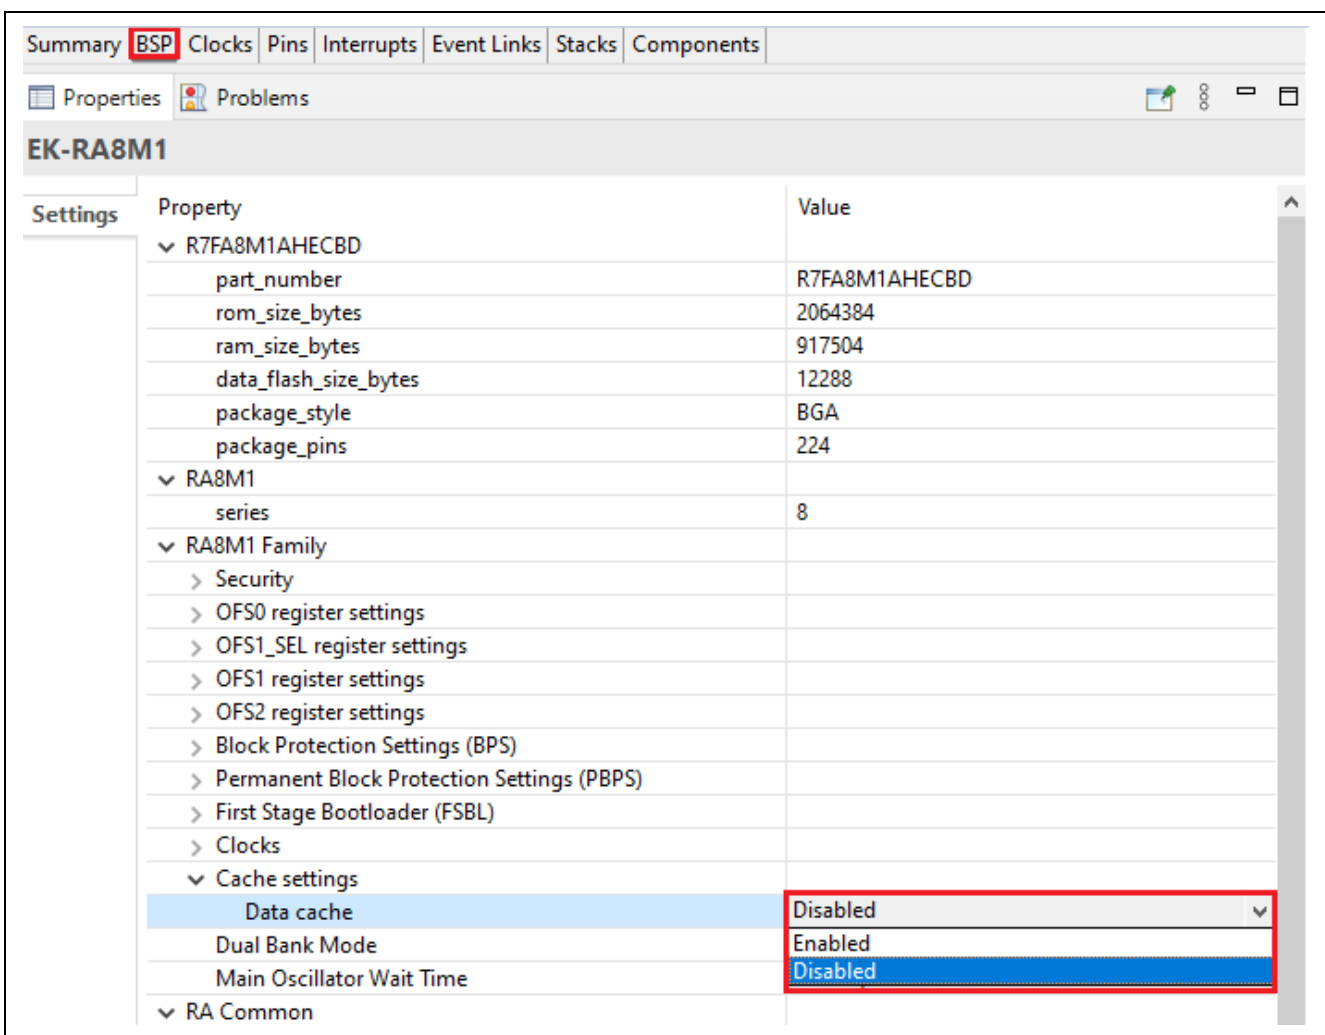 Summary BSP Clocks Pins Interrupts Event Links Stacks Components
Properties Problems
EK-RA8M1
Settings
Property Value
R7FA8M1AHECBD
part_number R7FA8M1AHECBD
rom_size_bytes 2064384
ram_size_bytes 917504
data_flash_size_bytes 12288
package_style BGA
package_pins 224
RA8M1
series 8
RA8M1 Family
Security
OFS0 register settings
OFS1_SEL register settings
OFS1 register settings
OFS2 register settings
Block Protection Settings (BPS)
Permanent Block Protection Settings (PBPS)
First Stage Bootloader (FSBL)
Clocks
Cache settings
Data cache Disabled
Dual Bank Mode Enabled
Main Oscillator Wait Time Disabled
RA Common